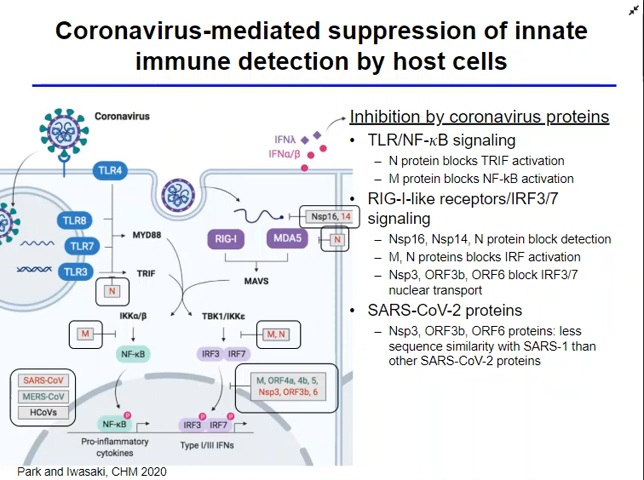 Coronavirus-mediated suppression of innate
immune detection by host cells
Coronavirus
IFNλ
IFNα/β
TLR4
TLR8
TLR7
TLR3
MYD88
TRIF
N
Nsp16, 14
RIG-I
MDA5
N
MAVS
IKKα/β
TBK1/IKKε
M
M, N
NF-κB
IRF3
IRF7
SARS-CoV
MERS-CoV
HCoVs
M, ORF4a, 4b, 5,
Nsp3, ORF3b, 6
NF-κB
P
IRF3
P
IRF7
P
Pro-inflammatory
cytokines
Type I/III IFNs
Park and Iwasaki, CHM 2020
Inhibition by coronavirus proteins
• TLR/NF-κB signaling
– N protein blocks TRIF activation
– M protein blocks NF-kB activation
• RIG-I-like receptors/IRF3/7
signaling
– Nsp16, Nsp14, N protein block detection
– M, N proteins blocks IRF activation
– Nsp3, ORF3b, ORF6 block IRF3/7
nuclear transport
• SARS-CoV-2 proteins
– Nsp3, ORF3b, ORF6 proteins: less
sequence similarity with SARS-1 than
other SARS-CoV-2 proteins